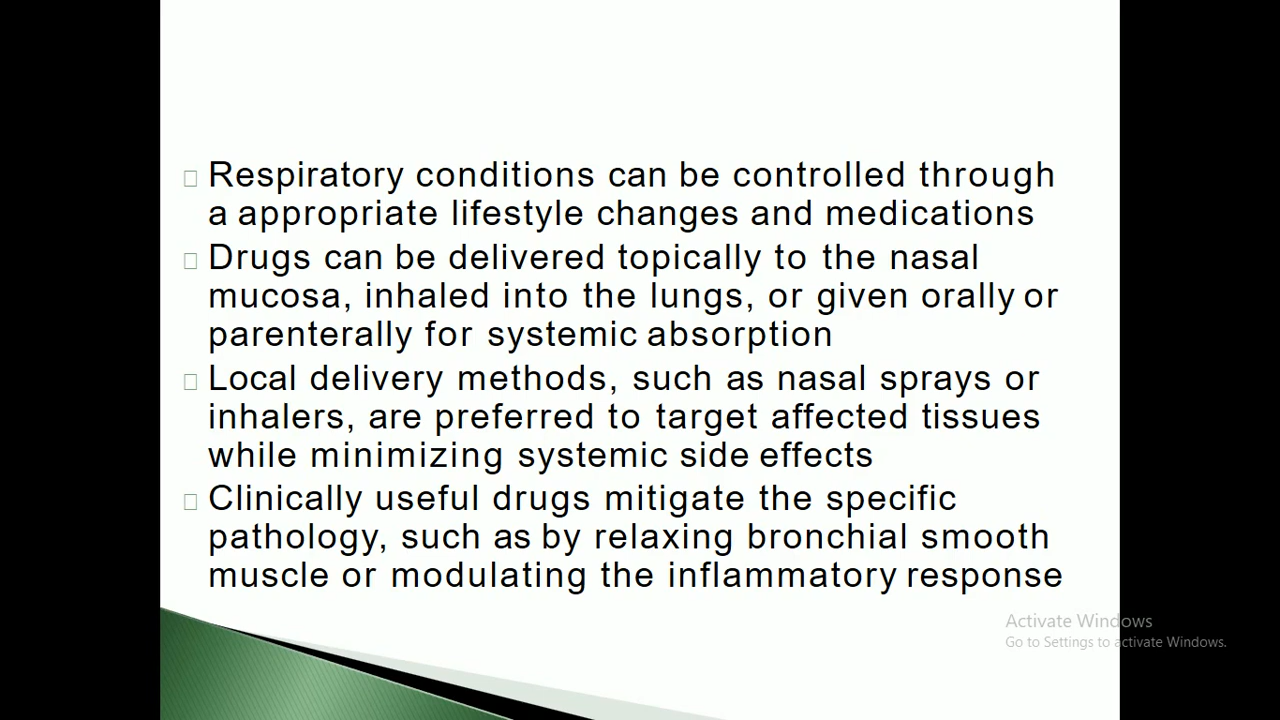 Respiratory conditions can be controlled through
a appropriate lifestyle changes and medications
Drugs can be delivered topically to the nasal
mucosa, inhaled into the lungs, or given orally or
parenterally for systemic absorption
Local delivery methods, such as nasal sprays or
inhalers, are preferred to target affected tissues
while minimizing systemic side effects
Clinically useful drugs mitigate the specific
pathology, such as by relaxing bronchial smooth
muscle or modulating the inflammatory response
Activate Windows
Go to Settings to activate Windows.